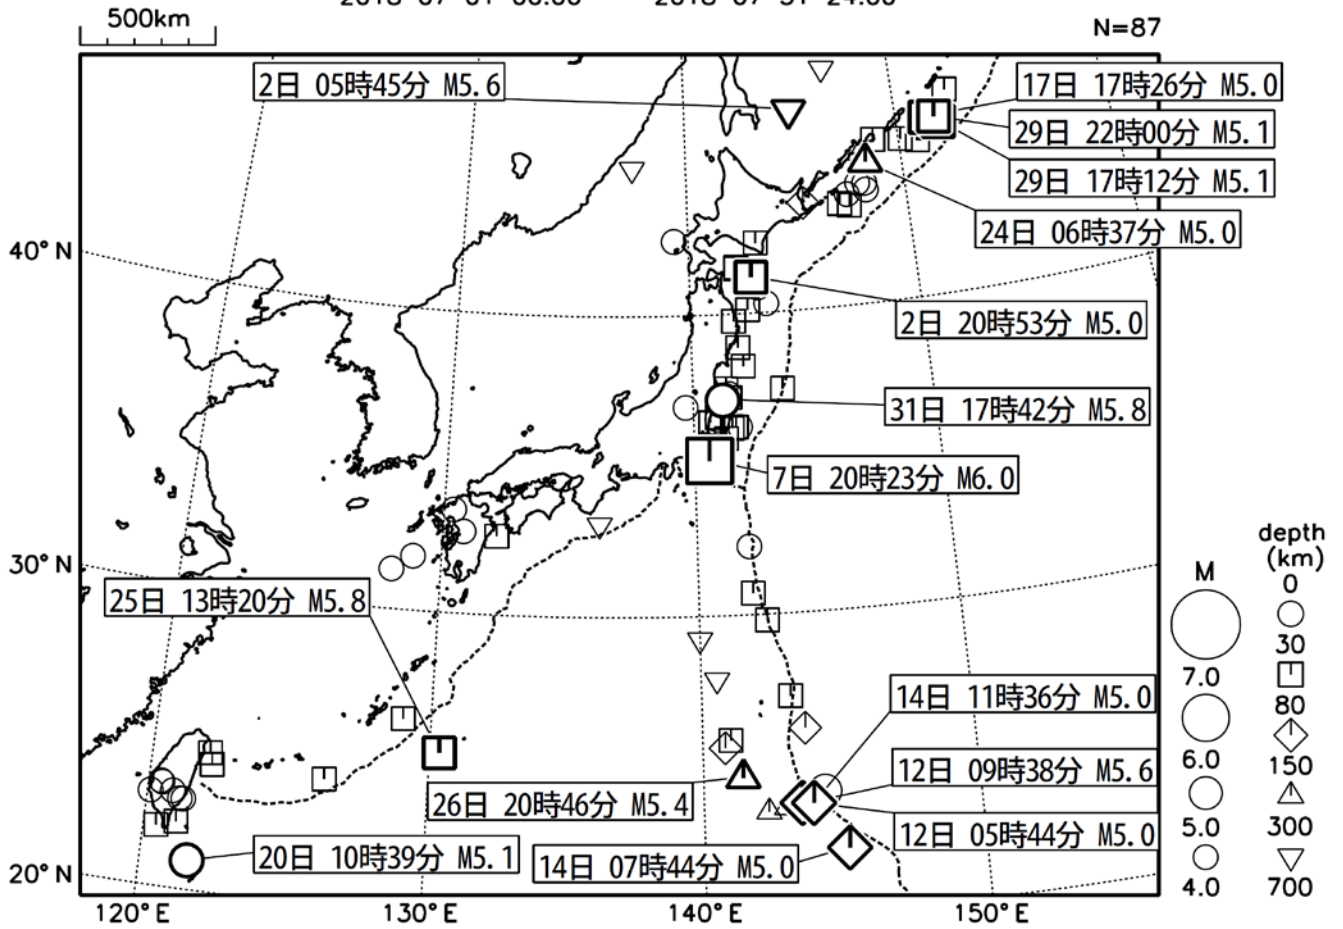 500km
N=87
2日 05時45分 M5.6
17日 17時26分 M5.0
29日 22時00分 M5.1
29日 17時12分 M5.1
24日 06時37分 M5.0
40°N
2日 20時53分 M5.0
31日 17時42分 M5.8
7日 20時23分 M6.0
30°N
25日 13時20分 M5.8
14日 11時36分 M5.0
12日 09時38分 M5.6
26日 20時46分 M5.4
12日 05時44分 M5.0
20日 10時39分 M5.1
14日 07時44分 M5.0
20°N
120°E
130°E
140°E
150°E
M
7.0
6.0
5.0
4.0
depth
(km)
0
30
80
150
300
700